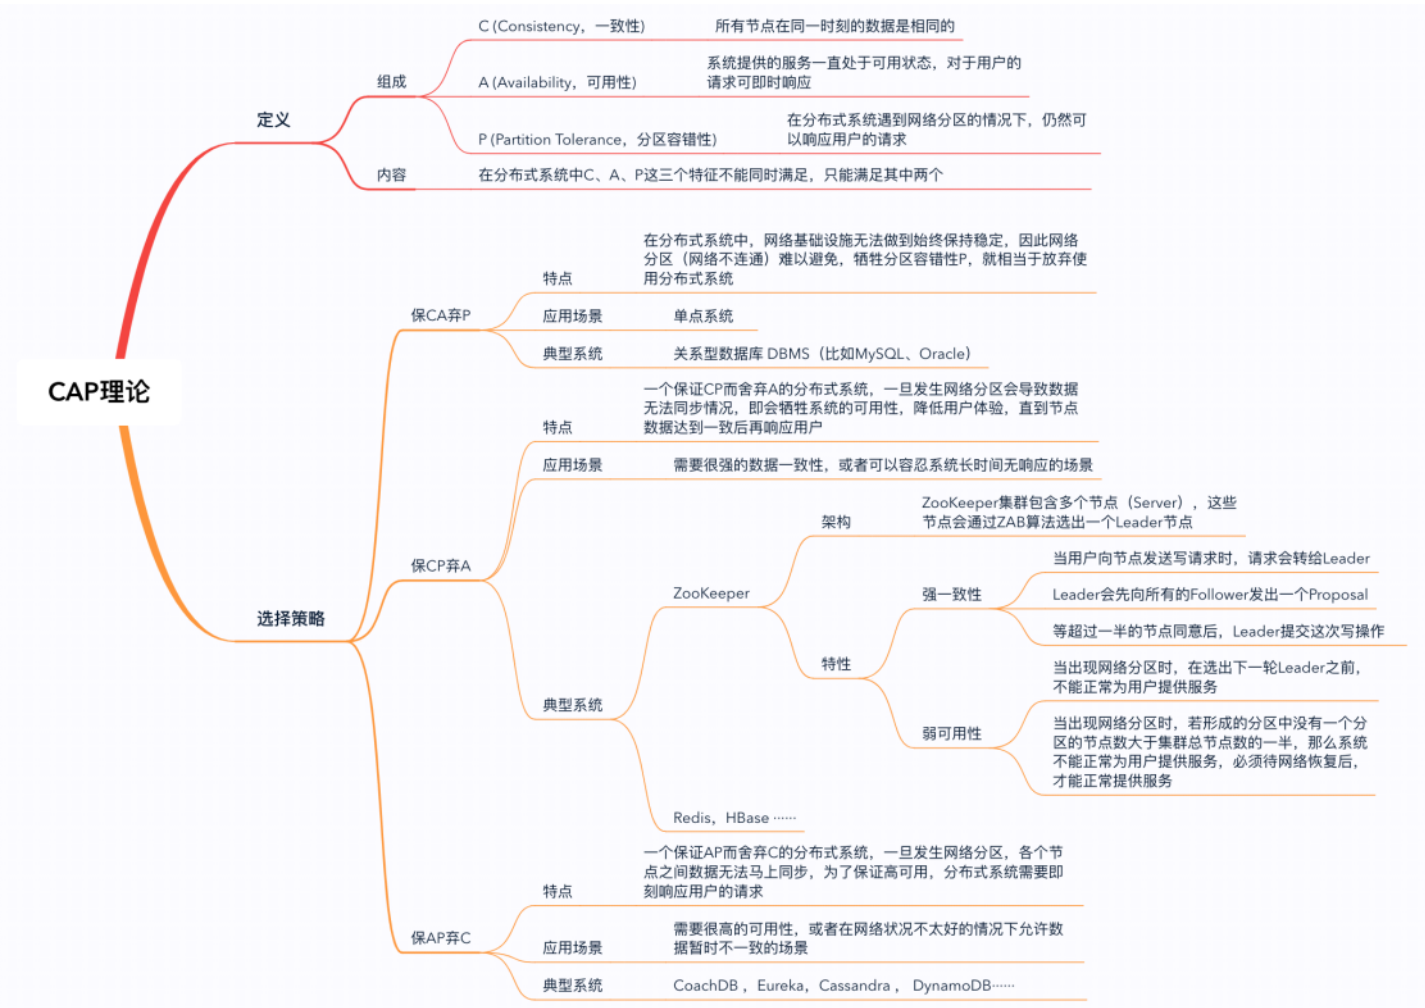 CAP理论
定义
组成
C (Consistency，一致性)
所有节点在同一时刻的数据是相同的
A (Availability，可用性)
系统提供的服务一直处于可用状态，对于用户的
请求可即时响应
P (Partition Tolerance，分区容错性)
在分布式系统遇到网络分区的情况下，仍然可
以响应用户的请求
内容
在分布式系统中C、A、P这三个特征不能同时满足，只能满足其中两个
选择策略
保CA弃P
特点
在分布式系统中，网络基础设施无法做到始终保持稳定，因此网络
分区（网络不连通）难以避免，牺牲分区容错性P，就相当于放弃使
用分布式系统
应用场景
单点系统
典型系统
关系型数据库 DBMS（比如MySQL、Oracle）
保CP弃A
特点
一个保证CP而舍弃A的分布式系统，一旦发生网络分区会导致数据
无法同步情况，即会牺牲系统的可用性，降低用户体验，直到节点
数据达到一致后再响应用户
应用场景
需要很强的数据一致性，或者可以容忍系统长时间无响应的场景
典型系统
ZooKeeper
架构
ZooKeeper集群包含多个节点（Server），这些
节点会通过ZAB算法选出一个Leader节点
特性
强一致性
当用户向节点发送写请求时，请求会转给Leader
Leader会先向所有的Follower发出一个Proposal
等超过一半的节点同意后，Leader提交这次写操作
弱可用性
当出现网络分区时，在选出下一轮Leader之前，
不能正常为用户提供服务
当出现网络分区时，若形成的分区中没有一个分
区的节点数大于集群总节点数的一半，那么系统
不能正常为用户提供服务，必须待网络恢复后，
才能正常提供服务
Redis，HBase ······
保AP弃C
特点
一个保证AP而舍弃C的分布式系统，一旦发生网络分区，各个节
点之间数据无法马上同步，为了保证高可用，分布式系统需要即
刻响应用户的请求
应用场景
需要很高的可用性，或者在网络状况不太好的情况下允许数
据暂时不一致的场景
典型系统
CoachDB ，Eureka，Cassandra ， DynamoDB······